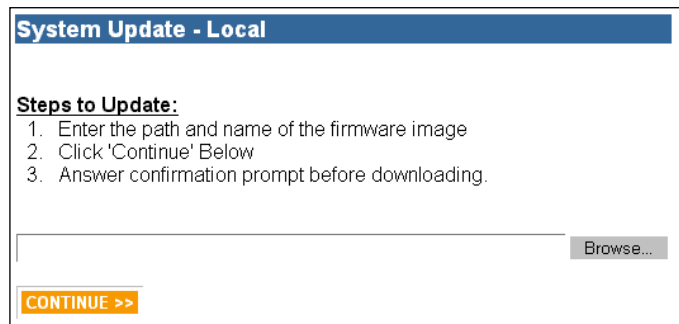 System Update - Local
Steps to Update:
1. Enter the path and name of the firmware image
2. Click 'Continue' Below
3. Answer confirmation prompt before downloading.
Browse...
CONTINUE >>